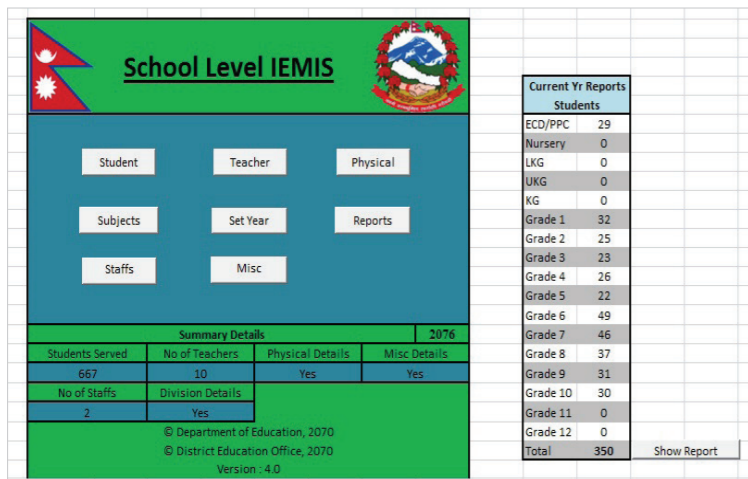 School Level IEMIS
Student Teacher Physical
Subjects Set Year Reports
Staffs Misc
Summary Details 2076
Students Served No of Teachers Physical Details Misc Details
667 10 Yes Yes
No of Staffs Division Details
2 Yes
© Department of Education, 2070
© District Education Office, 2070
Version : 4.0
Current Yr Reports
Students
ECD/PPC 29
Nursery 0
LKG 0
UKG 0
KG 0
Grade 1 32
Grade 2 25
Grade 3 23
Grade 4 26
Grade 5 22
Grade 6 49
Grade 7 46
Grade 8 37
Grade 9 31
Grade 10 30
Grade 11 0
Grade 12 0
Total 350 Show Report